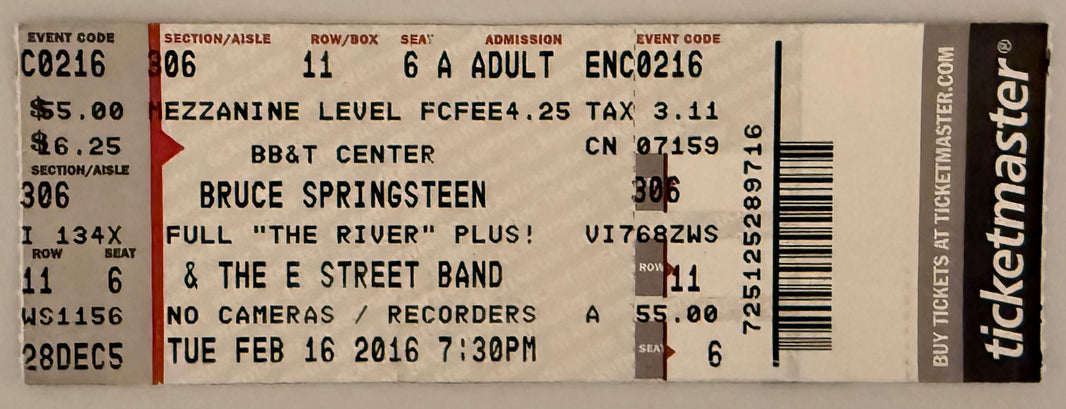 EVENT CODE SECTION/AISLE ROW/BOX SEAT ADMISSION EVENT CODE
C0216 306 11 6 A ADULT ENC0216
$55.00 MEZZANINE LEVEL FCFEE4.25 TAX 3.11
$16.25 BB&T CENTER CN 07159
SECTION/AISLE
306 BRUCE SPRINGSTEEN 306
I 134X FULL "THE RIVER" PLUS! VI768ZWS
ROW SEAT
11 6 & THE E STREET BAND ROW 11
WS1156 NO CAMERAS / RECORDERS A 55.00
28DEC5 TUE FEB 16 2016 7:30PM SEAT 6
7251252289716
BUY TICKETS AT TICKETMASTER.COM
ticketmaster®